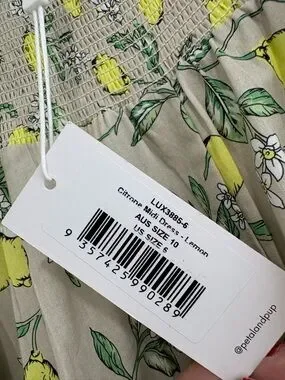 LUX3885-6
Citrone Midi Dress - Lemon
AUS SIZE 10
US SIZE 6
9 357425 990289
@petalandpup